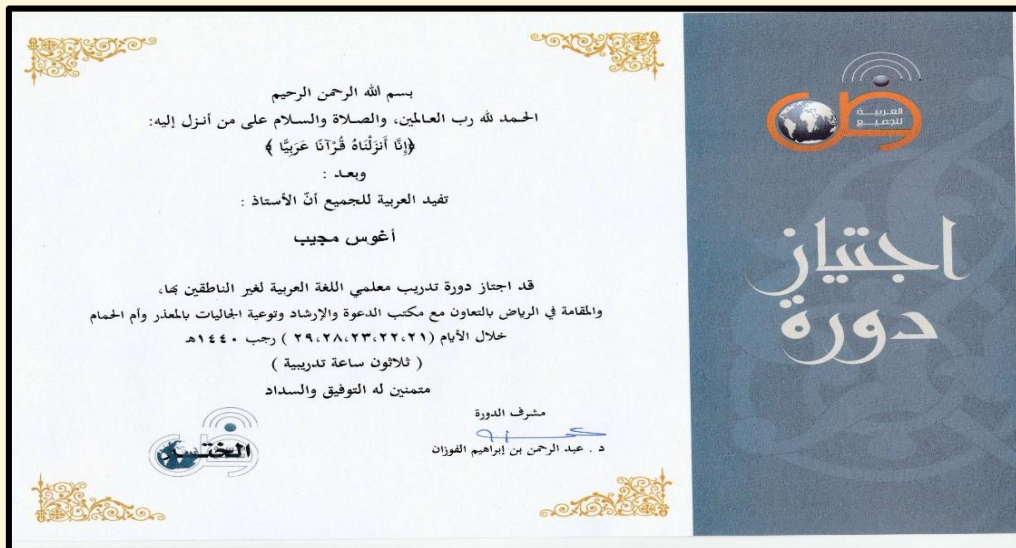 بسم الله الرحمن الرحيم
الحمد لله رب العالمين، والصلاة والسلام على من أنزل إليه:
﴿إِنَّا أَنزَلْنَاهُ قُرْآنًا عَرَبِيًّا ﴾
وبعد :
تفيد العربية للجميع أنّ الأستاذ :
أغوس مجيب
قد اجتاز دورة تدريب معلمي اللغة العربية لغير الناطقين بها،
والمقامة في الرياض بالتعاون مع مكتب الدعوة والإرشاد وتوعية الجاليات بالمعذر وأم الحمام
خلال الأيام (٢٩،٢٨،٢٣،٢٢،٢١ ) رجب ١٤٤٠هـ
( ثلاثون ساعة تدريبية )
متمنين له التوفيق والسداد
مشرف الدورة
د . عبد الرحمن بن إبراهيم الفوزان
الختــم
العربية
للجميع
ض
اجتياز
دورة